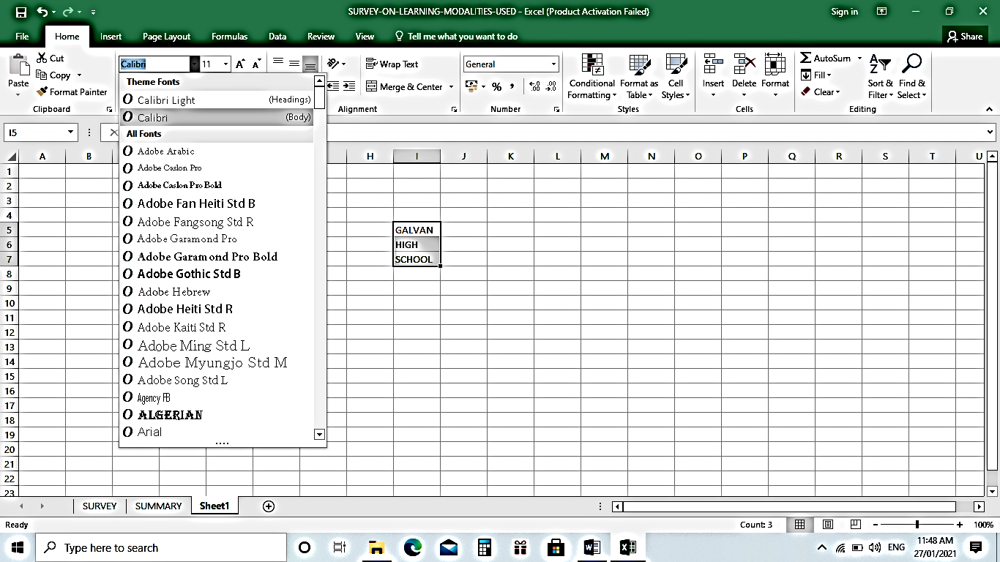 SURVEY-ON-LEARNING-MODALITIES-USED - Excel (Product Activation Failed)
Sign in
File Home Insert Page Layout Formulas Data Review View Tell me what you want to do Share
Paste
Cut
Copy
Format Painter
Clipboard
Calibri 11
Wrap Text
Merge & Center
Alignment
General
Number
Conditional Formatting
Format as Table
Cell Styles
Styles
Insert Delete Format
Cells
AutoSum
Fill
Clear
Sort & Filter
Find & Select
Editing
I5
Theme Fonts
Calibri Light (Headings)
Calibri (Body)
All Fonts
Adobe Arabic
Adobe Caslon Pro
Adobe Caslon Pro Bold
Adobe Fan Heiti Std B
Adobe Fangsong Std R
Adobe Garamond Pro
Adobe Garamond Pro Bold
Adobe Gothic Std B
Adobe Hebrew
Adobe Heiti Std R
Adobe Kaiti Std R
Adobe Ming Std L
Adobe Myungjo Std M
Adobe Song Std L
Agency FB
ALGERIAN
Arial
A B H I J K L M N O P Q R S T U
1
2
3
4
5 GALVAN
6 HIGH
7 SCHOOL
8
9
10
11
12
13
14
15
16
17
18
19
20
21
22
23
SURVEY SUMMARY Sheet1
Ready Count: 3 100%
Type here to search
ENG
11:48 AM
27/01/2021